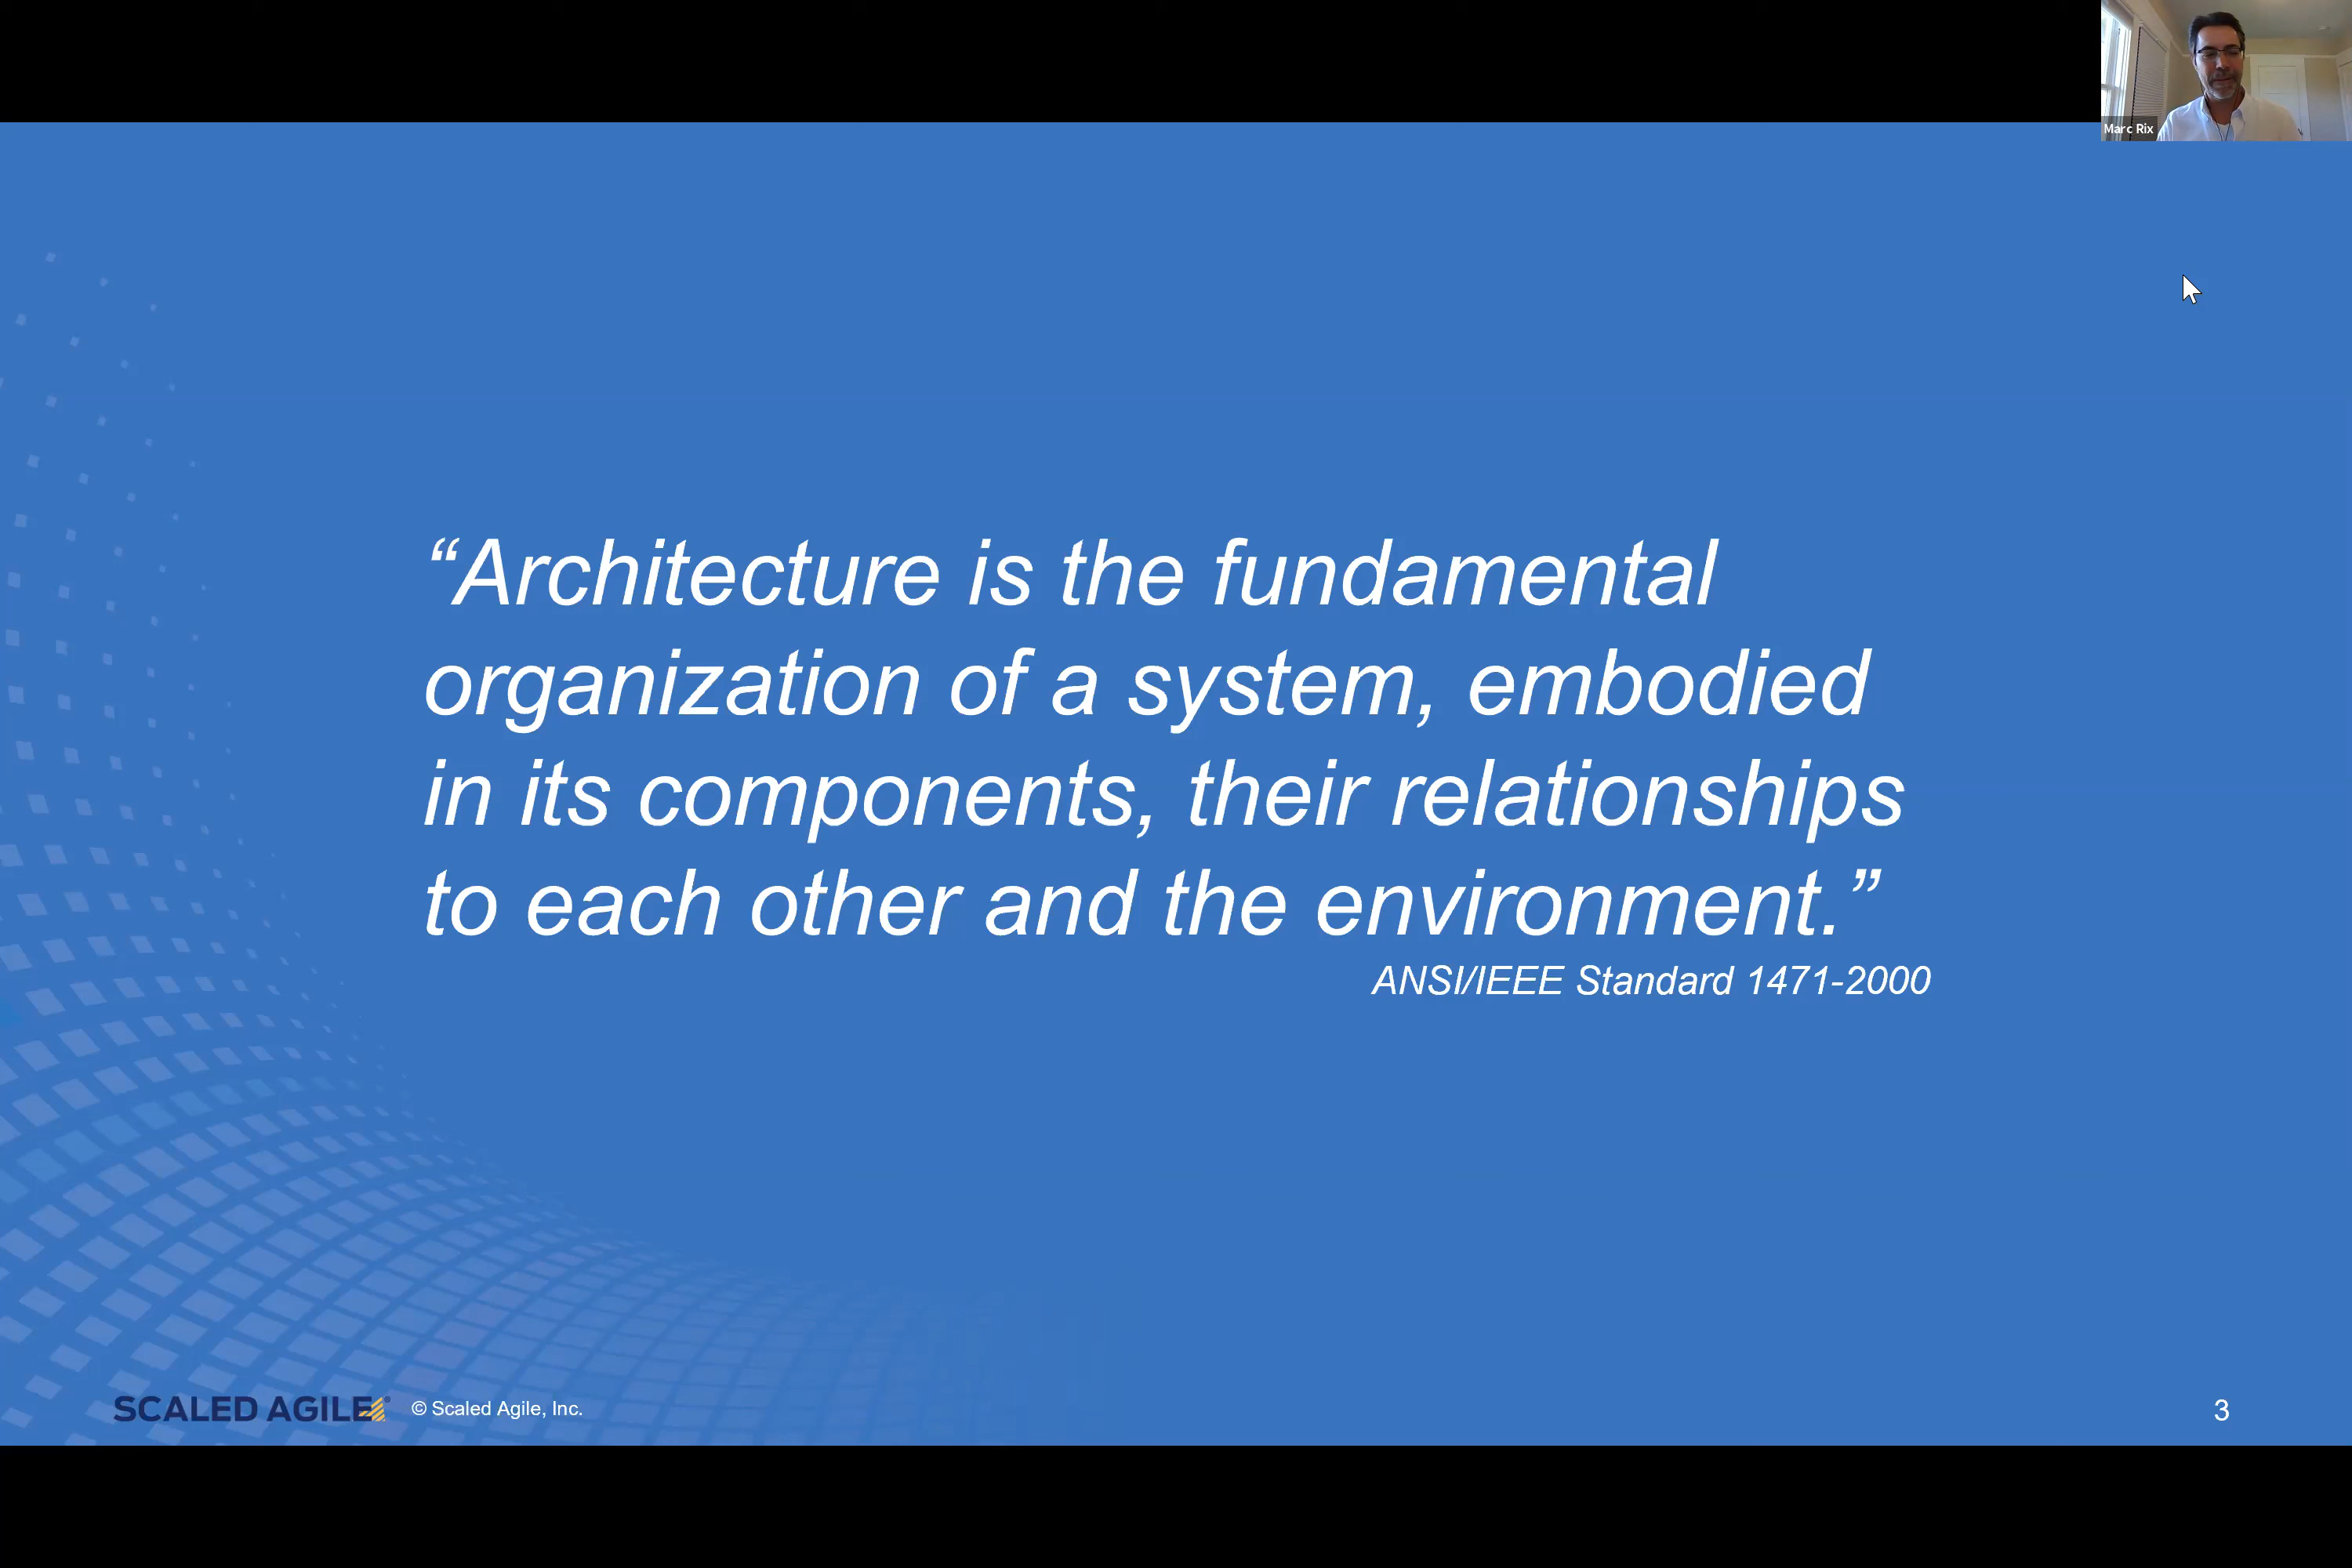 Marc Rix
“Architecture is the fundamental
organization of a system, embodied
in its components, their relationships
to each other and the environment.”
ANSI/IEEE Standard 1471-2000
SCALED AGILE® © Scaled Agile, Inc.
3